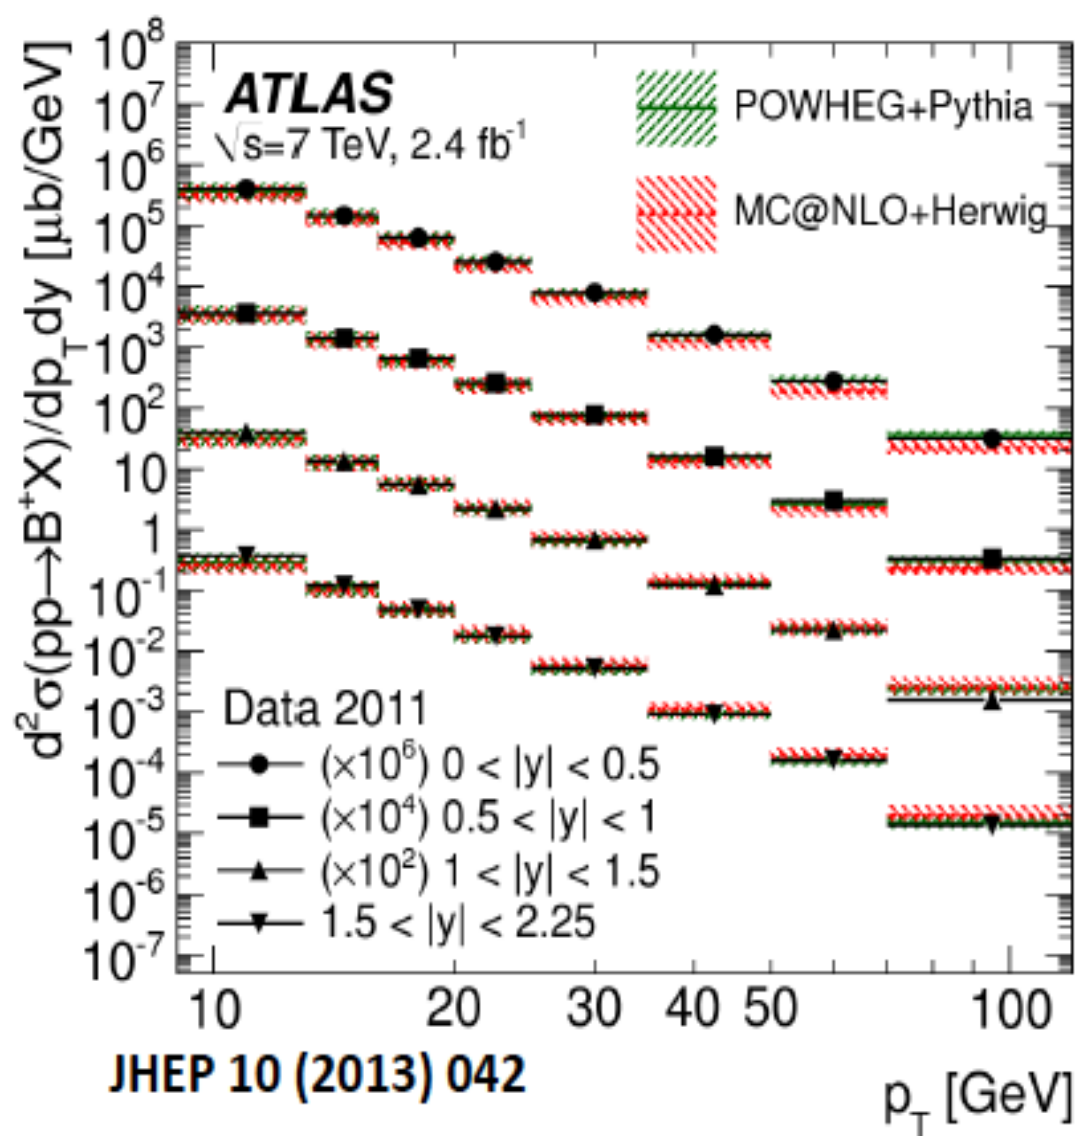 d²σ(pp→B⁺X)/dp_T dy [μb/GeV]
10⁸
10⁷
10⁶
10⁵
10⁴
10³
10²
10
1
10⁻¹
10⁻²
10⁻³
10⁻⁴
10⁻⁵
10⁻⁶
10⁻⁷
ATLAS
√s=7 TeV, 2.4 fb⁻¹
POWHEG+Pythia
MC@NLO+Herwig
Data 2011
(×10⁶) 0 < |y| < 0.5
(×10⁴) 0.5 < |y| < 1
(×10²) 1 < |y| < 1.5
1.5 < |y| < 2.25
10 20 30 40 50 100
JHEP 10 (2013) 042
p_T [GeV]